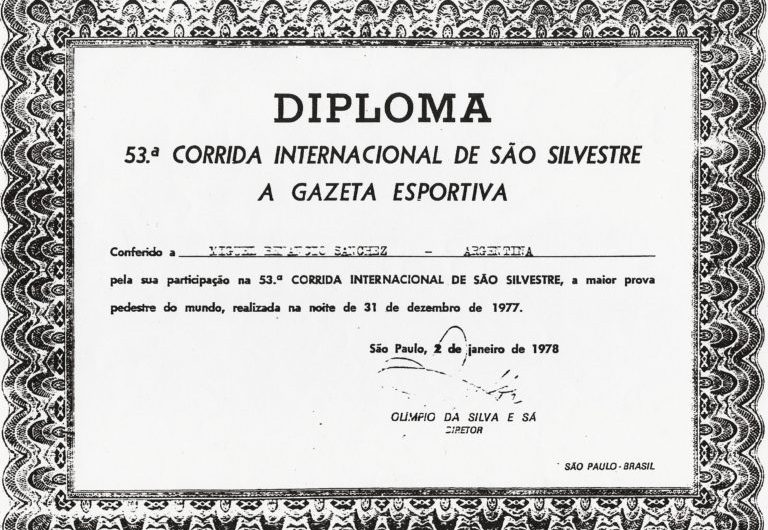 DIPLOMA
53.ª CORRIDA INTERNACIONAL DE SÃO SILVESTRE
A GAZETA ESPORTIVA
Conferido a MIGUEL BENANCIO SANCHEZ - ARGENTINA
pela sua participação na 53.ª CORRIDA INTERNACIONAL DE SÃO SILVESTRE, a maior prova
pedestre do mundo, realizada na noite de 31 de dezembro de 1977.
São Paulo, 2 de janeiro de 1978
OLIMPIO DA SILVA E SÁ
DIRETOR
SÃO PAULO - BRASIL